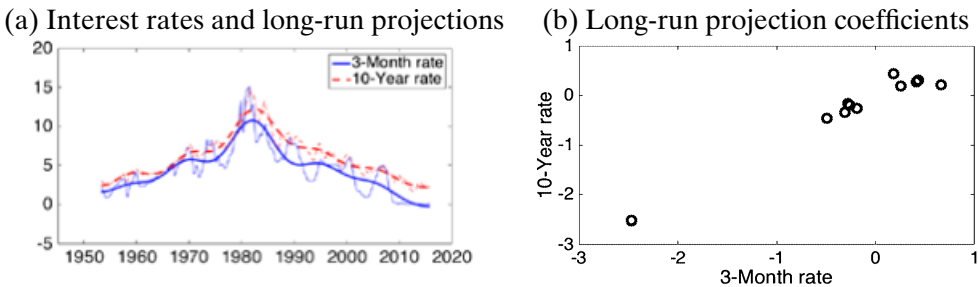 (a) Interest rates and long-run projections
20
15
10
5
0
-5
1950 1960 1970 1980 1990 2000 2010 2020
3-Month rate
10-Year rate
(b) Long-run projection coefficients
1
0
-1
-2
-3
10-Year rate
-3 -2 -1 0 1
3-Month rate